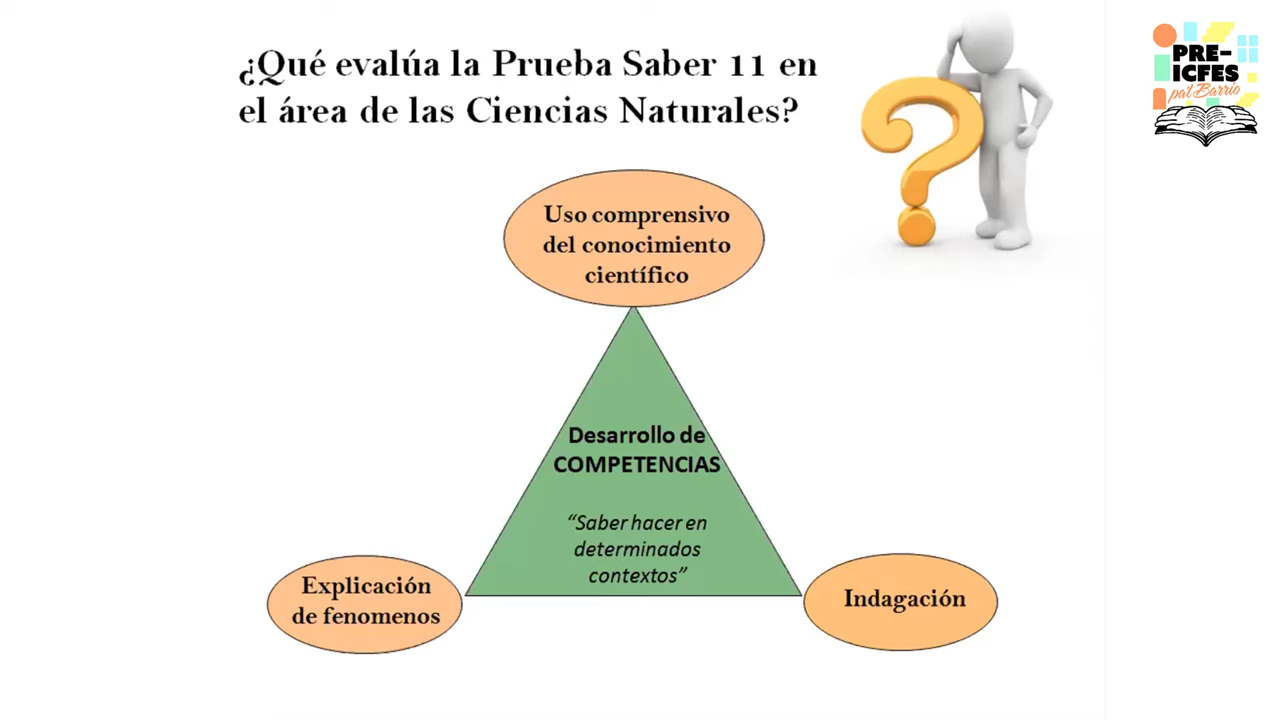 ¿Qué evalúa la Prueba Saber 11 en
el área de las Ciencias Naturales?
PRE-
ICFES
pa'l Barrio
Uso comprensivo
del conocimiento
científico
Desarrollo de
COMPETENCIAS
“Saber hacer en
determinados
contextos”
Explicación
de fenomenos
Indagación